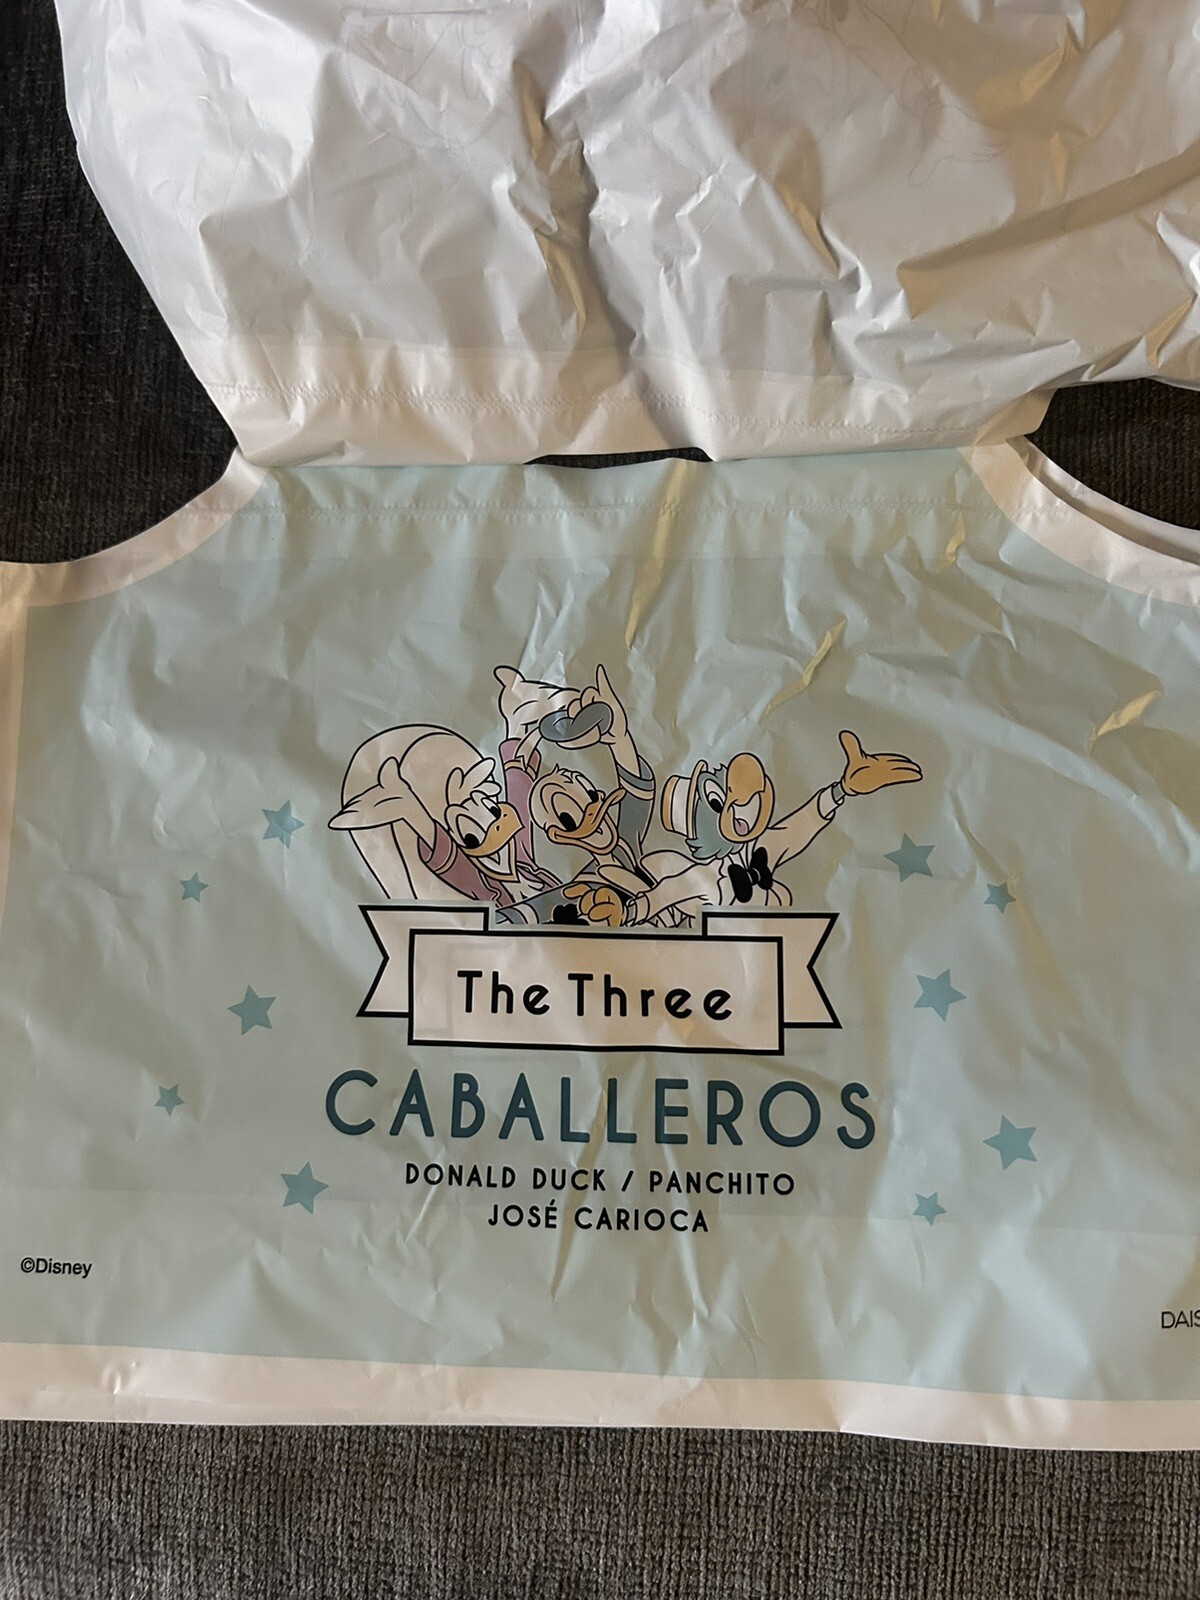 The Three
CABALLEROS
DONALD DUCK / PANCHITO
JOSÉ CARIOCA
©Disney